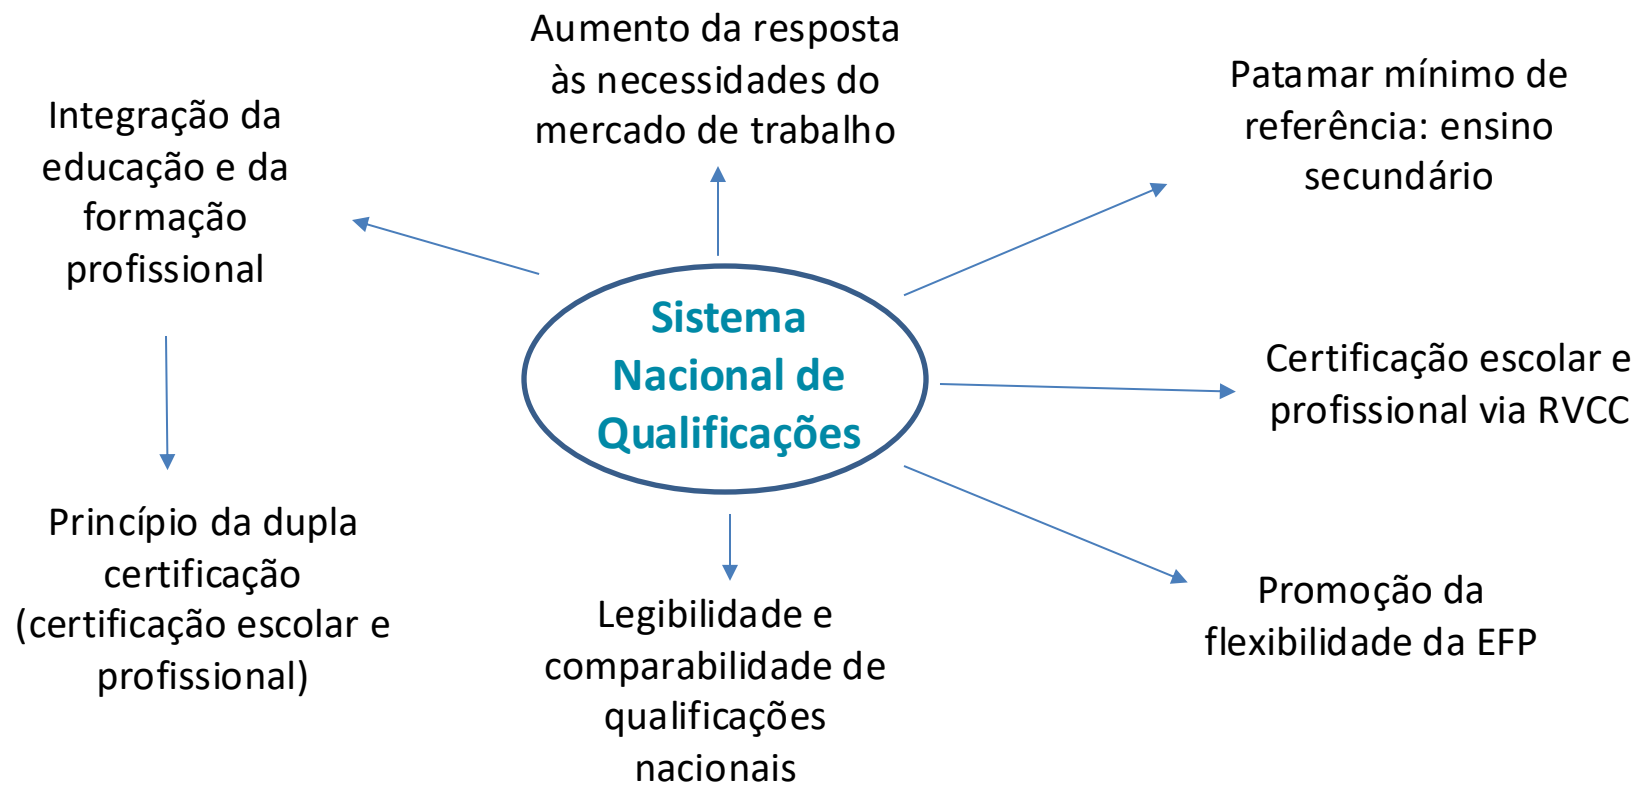 Aumento da resposta
às necessidades do
mercado de trabalho
Patamar mínimo de
referência: ensino
secundário
Integração da
educação e da
formação
profissional
Sistema
Nacional de
Qualificações
Certificação escolar e
profissional via RVCC
Princípio da dupla
certificação
(certificação escolar e
profissional)
Legibilidade e
comparabilidade de
qualificações
nacionais
Promoção da
flexibilidade da EFP